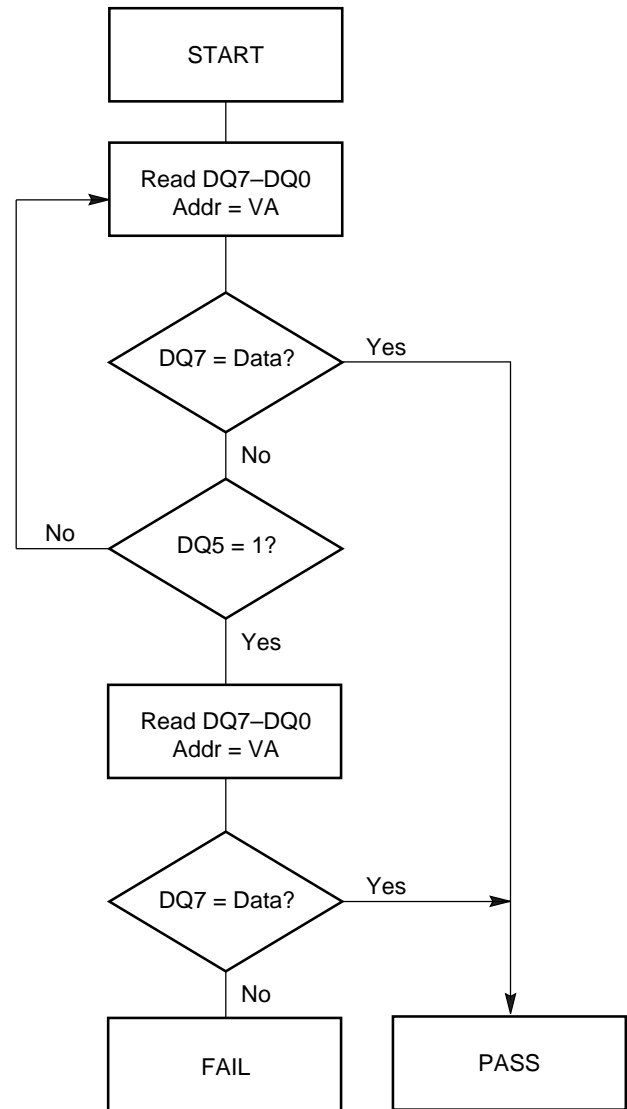 START
Read DQ7–DQ0
Addr = VA
DQ7 = Data?
Yes
No
No
DQ5 = 1?
Yes
Read DQ7–DQ0
Addr = VA
DQ7 = Data?
Yes
No
FAIL
PASS